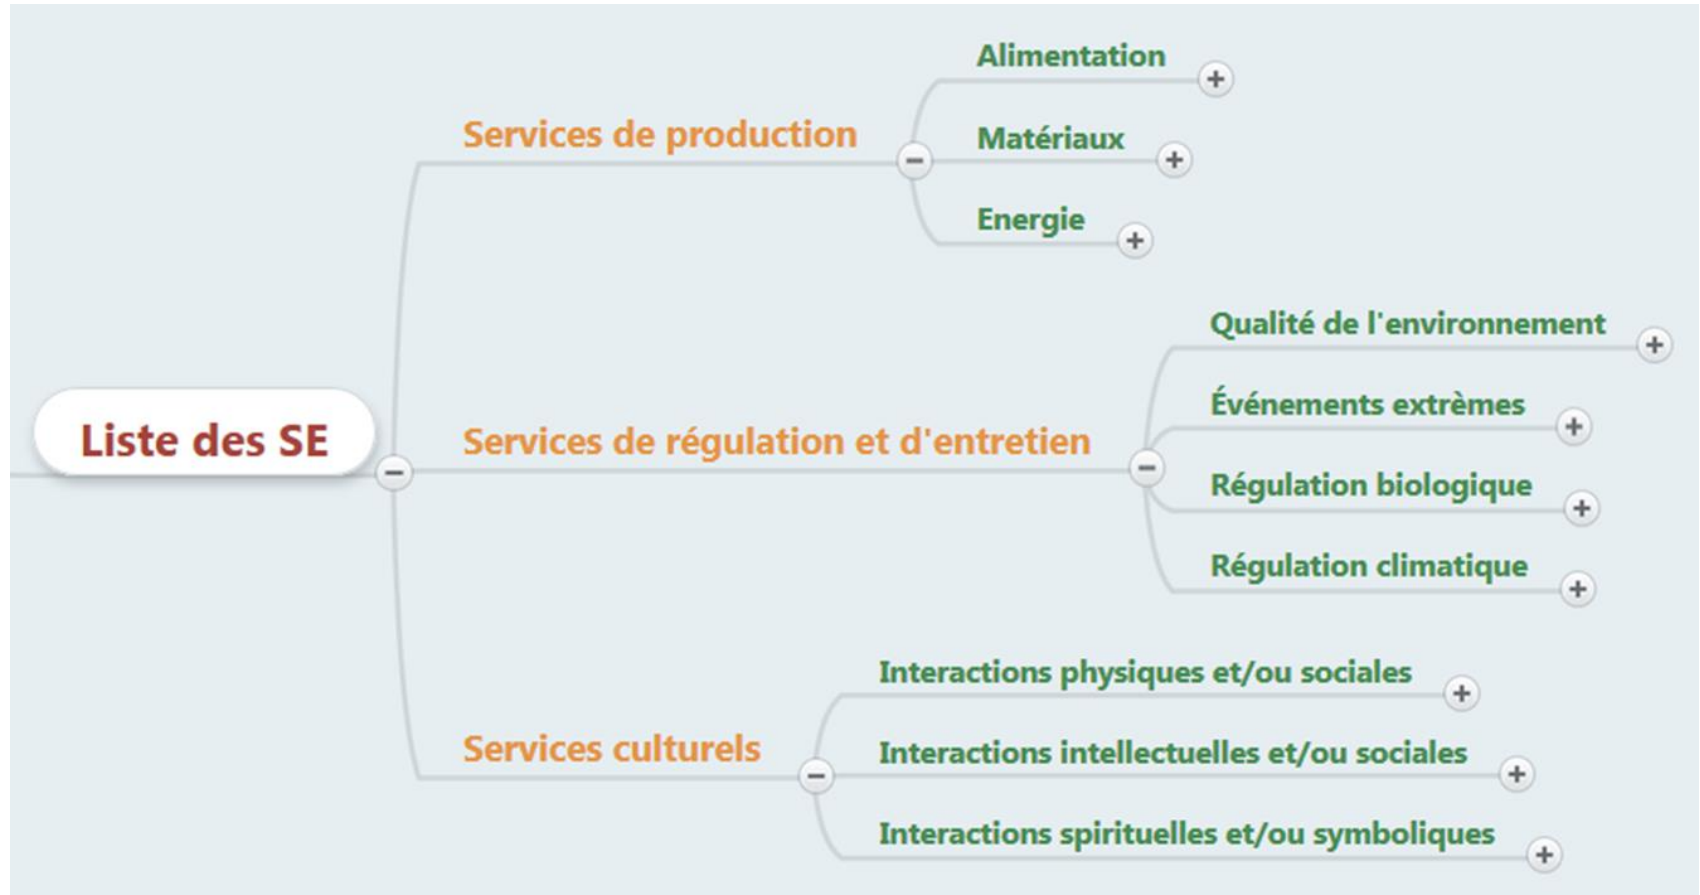 Liste des SE
Services de production
Alimentation
Matériaux
Energie
Services de régulation et d'entretien
Qualité de l'environnement
Événements extrèmes
Régulation biologique
Régulation climatique
Services culturels
Interactions physiques et/ou sociales
Interactions intellectuelles et/ou sociales
Interactions spirituelles et/ou symboliques